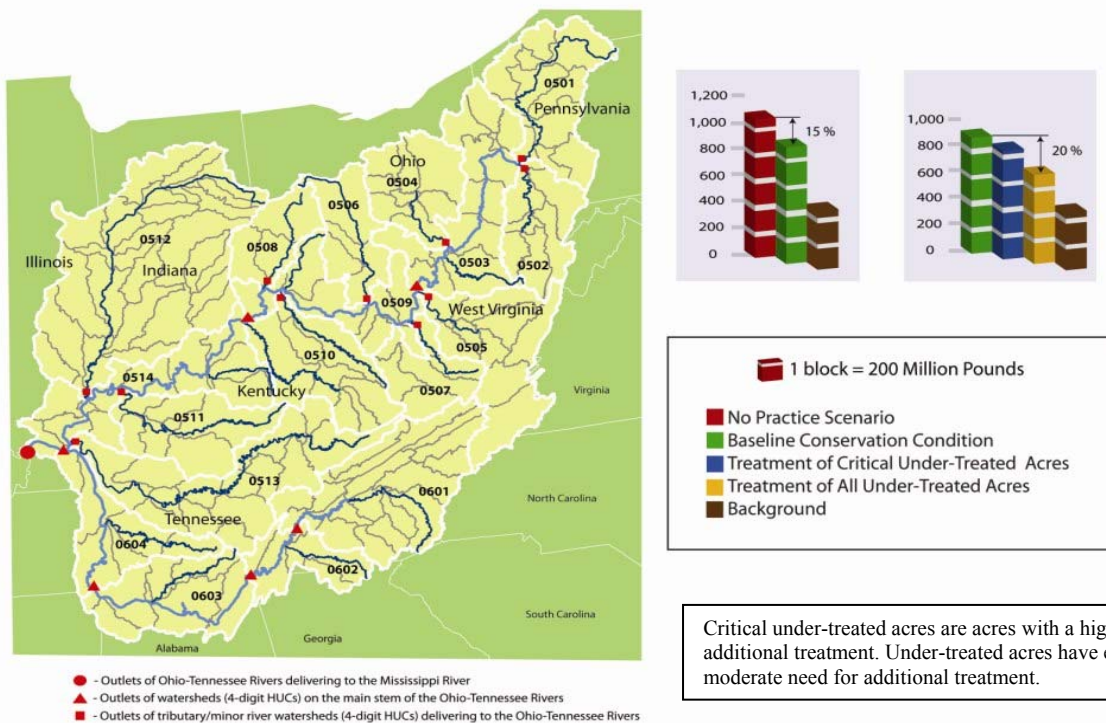 0501
Pennsylvania
Ohio
0504
0506
0508
0512
Illinois
Indiana
0503
0502
0509
West Virginia
0505
0510
0507
0514
Kentucky
Virginia
0511
0513
0601
North Carolina
Tennessee
0604
0602
0603
South Carolina
Georgia
Alabama
- Outlets of Ohio-Tennessee Rivers delivering to the Mississippi River
- Outlets of watersheds (4-digit HUCs) on the main stem of the Ohio-Tennessee Rivers
- Outlets of tributary/minor river watersheds (4-digit HUCs) delivering to the Ohio-Tennessee Rivers
1,200
1,000
800
600
400
200
0
15 %
1,000
800
600
400
200
0
20 %
1 block = 200 Million Pounds
No Practice Scenario
Baseline Conservation Condition
Treatment of Critical Under-Treated Acres
Treatment of All Under-Treated Acres
Background
Critical under-treated acres are acres with a hig
additional treatment. Under-treated acres have
moderate need for additional treatment.